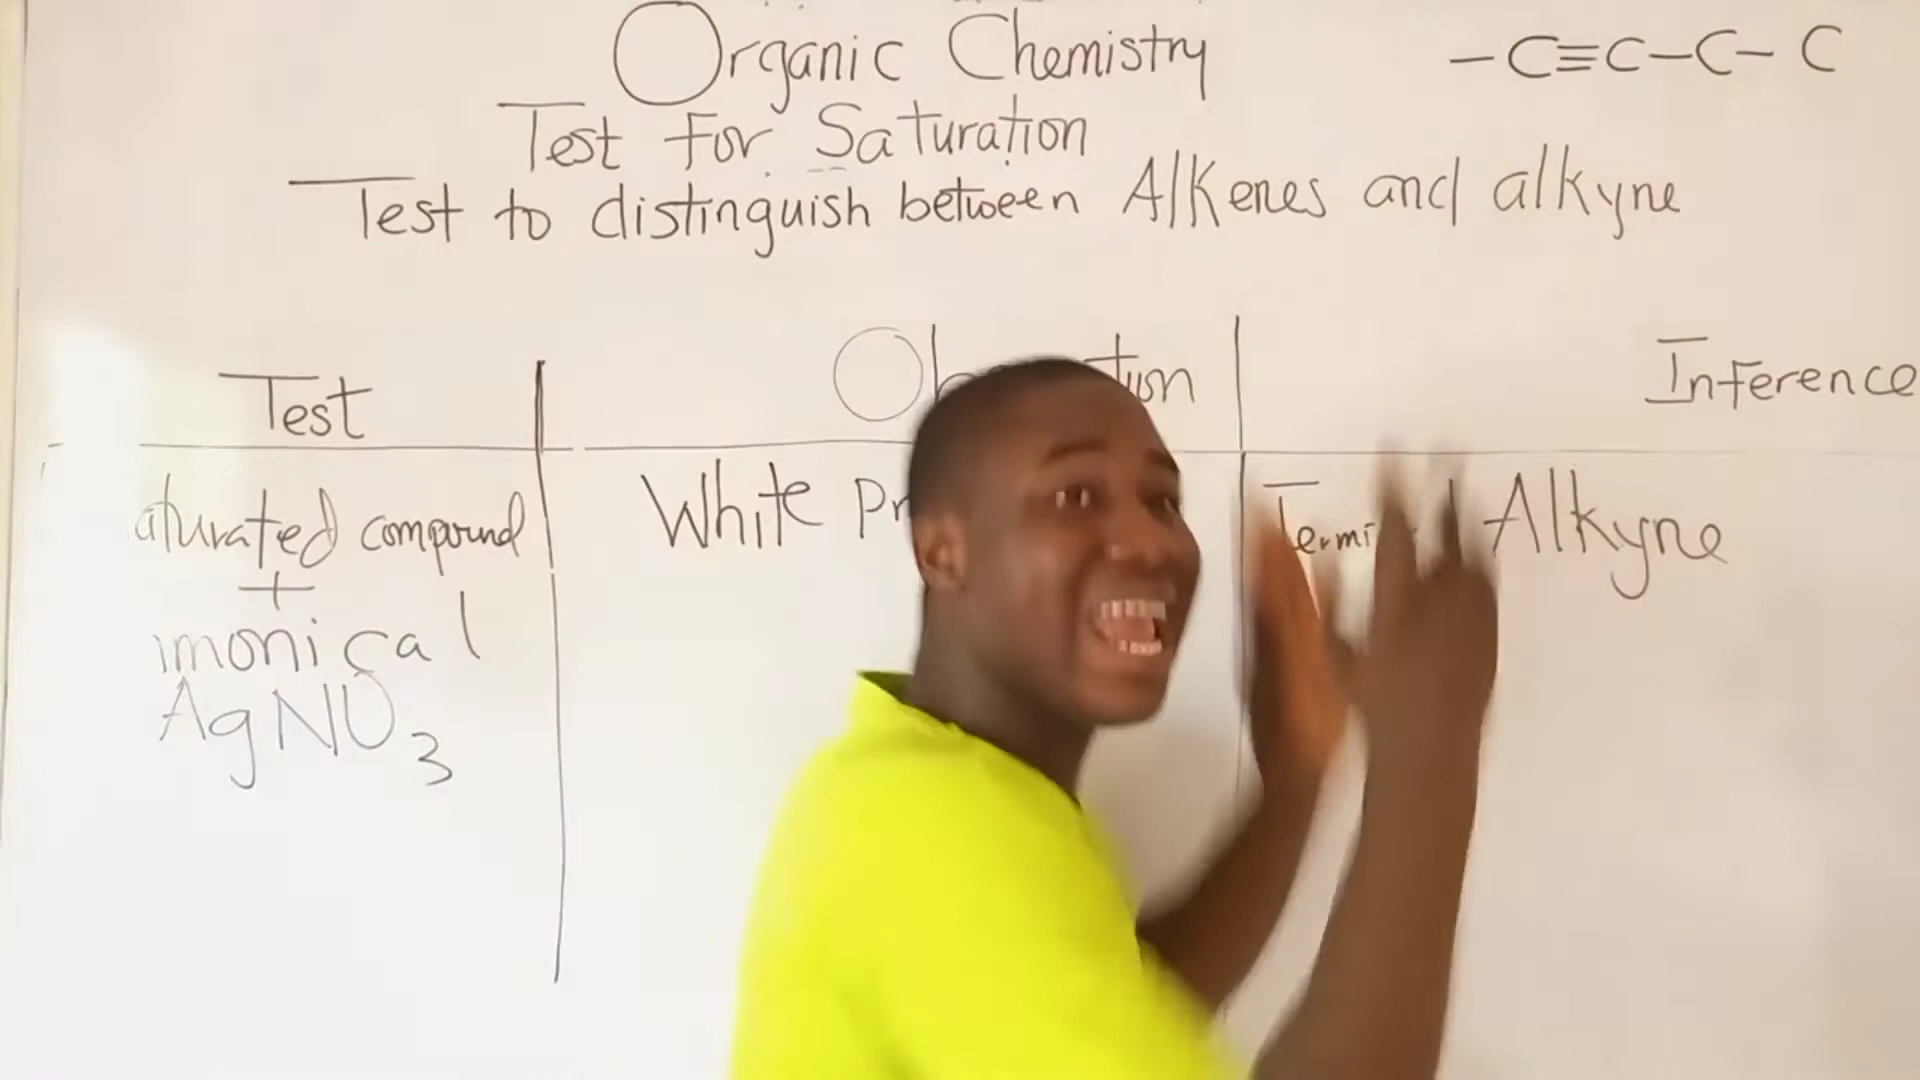 Organic Chemistry
—C≡C—C—C
Test For Saturation
Test to distinguish between Alkenes and alkyne
Test
Inference
aturated compound
White
Alkyne
+
monical
AgNO3